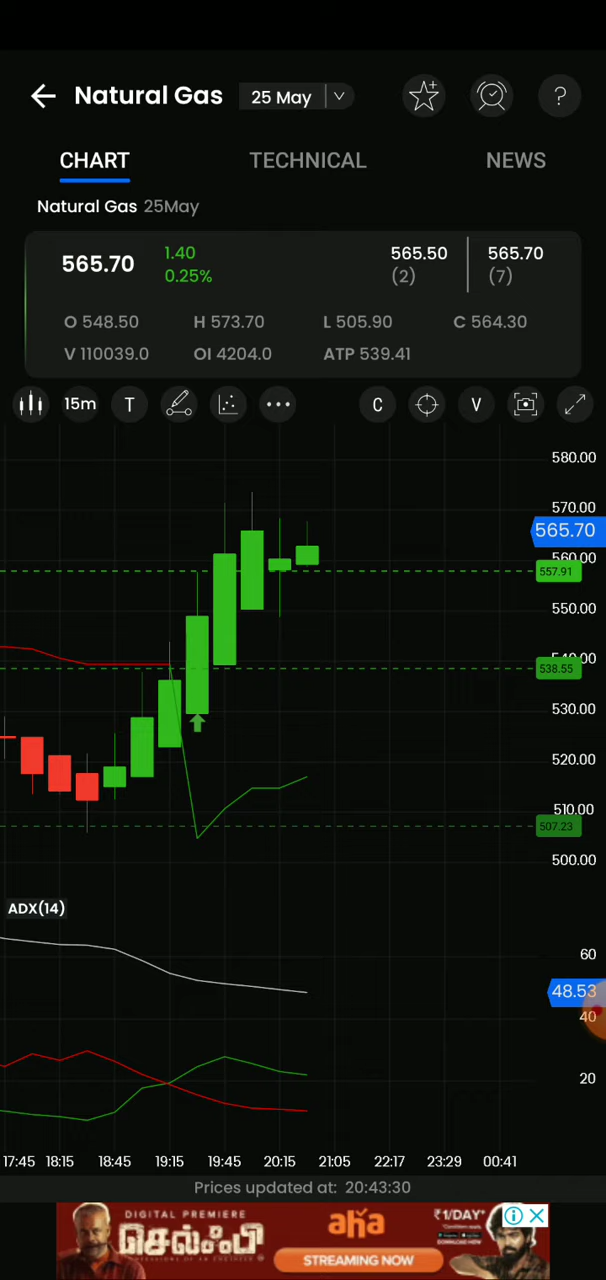 Natural Gas 25 May
?
CHART TECHNICAL NEWS
Natural Gas 25May
565.70 1.40 565.50 565.70
0.25% (2) (7)
O 548.50 H 573.70 L 505.90 C 564.30
V 110039.0 OI 4204.0 ATP 539.41
15m T C V
580.00
570.00
565.70
560.00
557.91
550.00
540.00
538.55
530.00
520.00
510.00
507.23
500.00
ADX(14)
60
48.53
40
20
17:45 18:15 18:45 19:15 19:45 20:15 21:05 22:17 23:29 00:41
Prices updated at: 20:43:30
DIGITAL PREMIERE
செல்ஃபி
aha
STREAMING NOW
₹1/DAY*